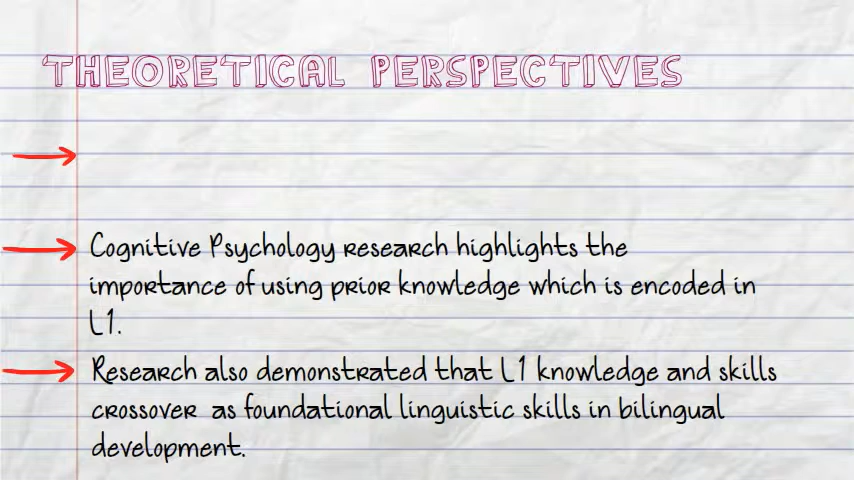 THEORETICAL PERSPECTIVES
Cognitive Psychology research highlights the
importance of using prior knowledge which is encoded in
L1.
Research also demonstrated that L1 knowledge and skills
crossover as foundational linguistic skills in bilingual
development.